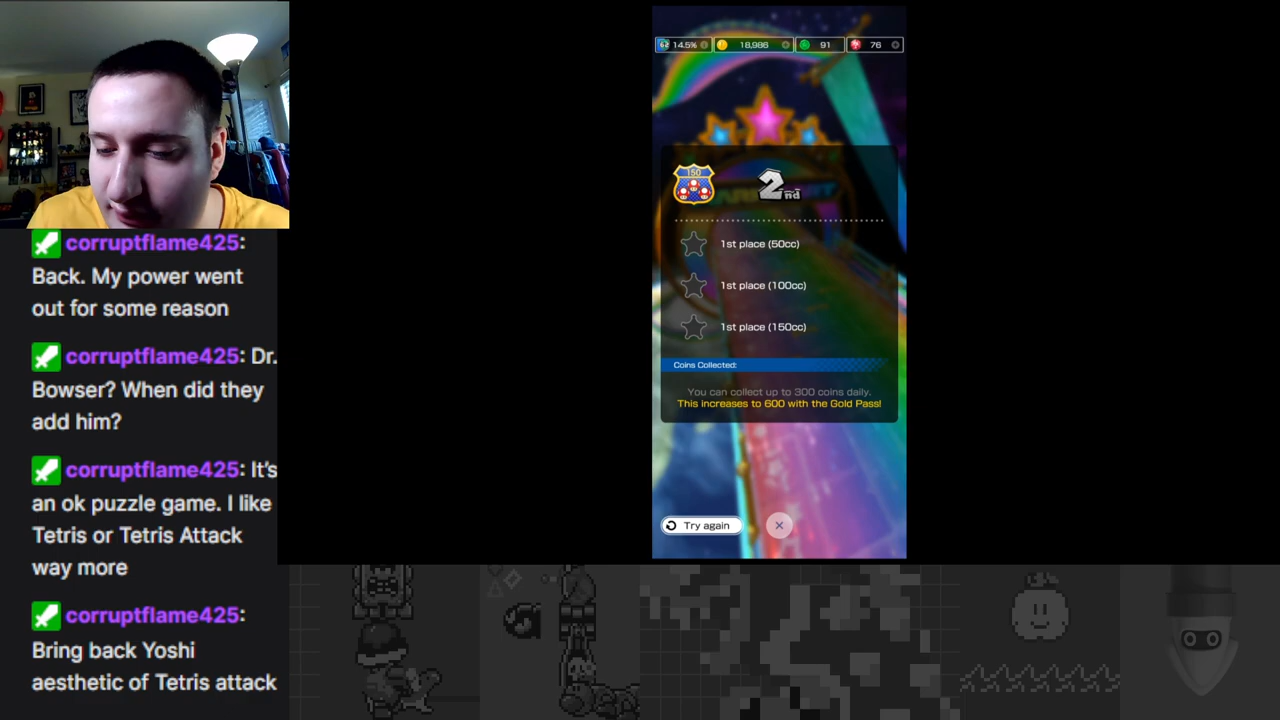 14.5% 18,986 91 76
150 2nd
1st place (50cc)
1st place (100cc)
1st place (150cc)
Coins Collected:
You can collect up to 300 coins daily.
This increases to 600 with the Gold Pass!
Try again
corruptflame425:
Back. My power went
out for some reason
corruptflame425: Dr.
Bowser? When did they
add him?
corruptflame425: It's
an ok puzzle game. I like
Tetris or Tetris Attack
way more
corruptflame425:
Bring back Yoshi
aesthetic of Tetris attack